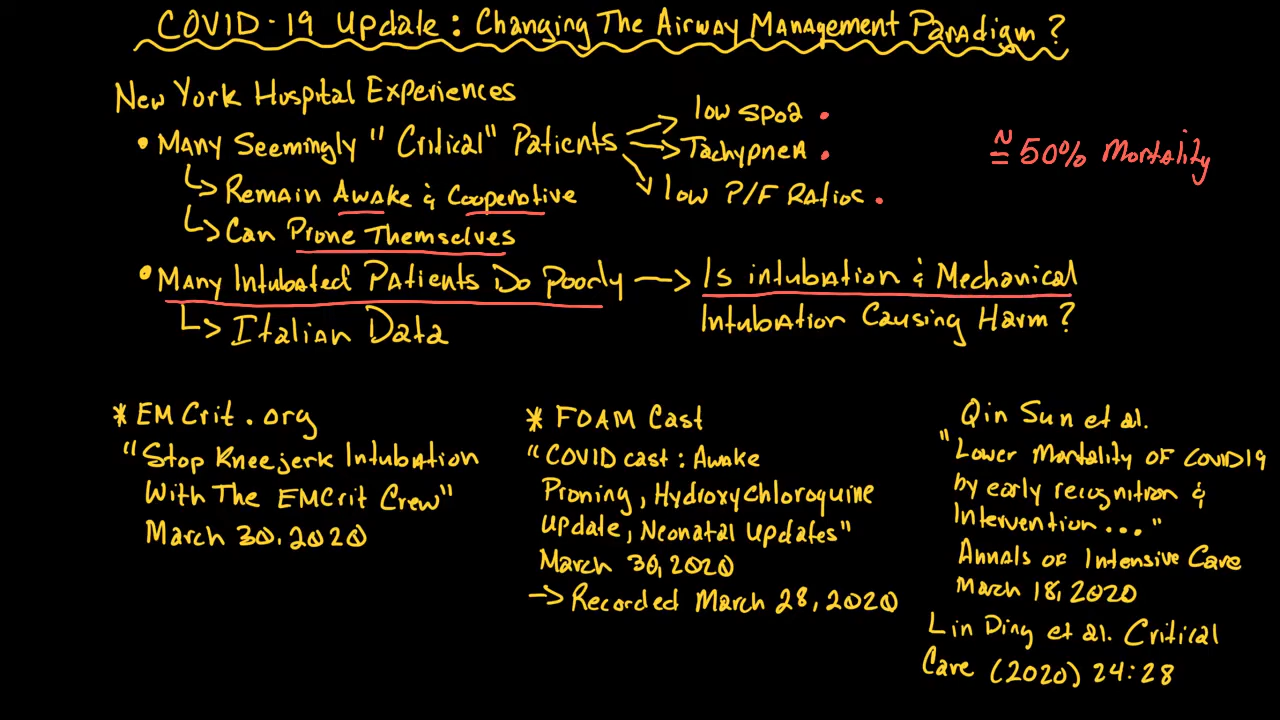 COVID-19 Update: Changing The Airway Management Paradigm?
New York Hospital Experiences
• Many Seemingly "Critical" Patients
low SpO2
Tachypnea
low P/F Ratios
≅ 50% Mortality
Remain Awake & Cooperative
Can Prone Themselves
• Many Intubated Patients Do Poorly → Is intubation & Mechanical
Intubation Causing Harm?
Italian Data
* EMCrit.org
"Stop Kneejerk Intubation
With The EMCrit Crew"
March 30, 2020
* FOAM Cast
"COVID cast: Awake
Proning, Hydroxychloroquine
Update, Neonatal Updates"
March 30, 2020
→ Recorded March 28, 2020
Qin Sun et al.
"Lower Mortality OF COVID19
by early recognition &
Intervention..."
Annals of Intensive Care
March 18, 2020
Lin Ding et al. Critical
Care (2020) 24:28